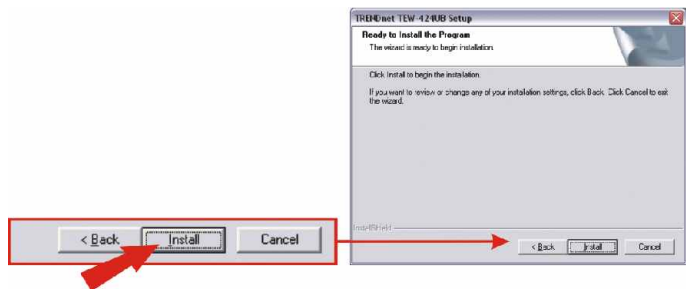 TRENDnet TEW-424UB Setup
Ready to Install the Program
The wizard is ready to begin installation.
Click Install to begin the installation.
If you want to review or change any of your installation settings, click Back. Click Cancel to exit
the wizard.
InstallShield
< Back Install Cancel
< Back Install Cancel